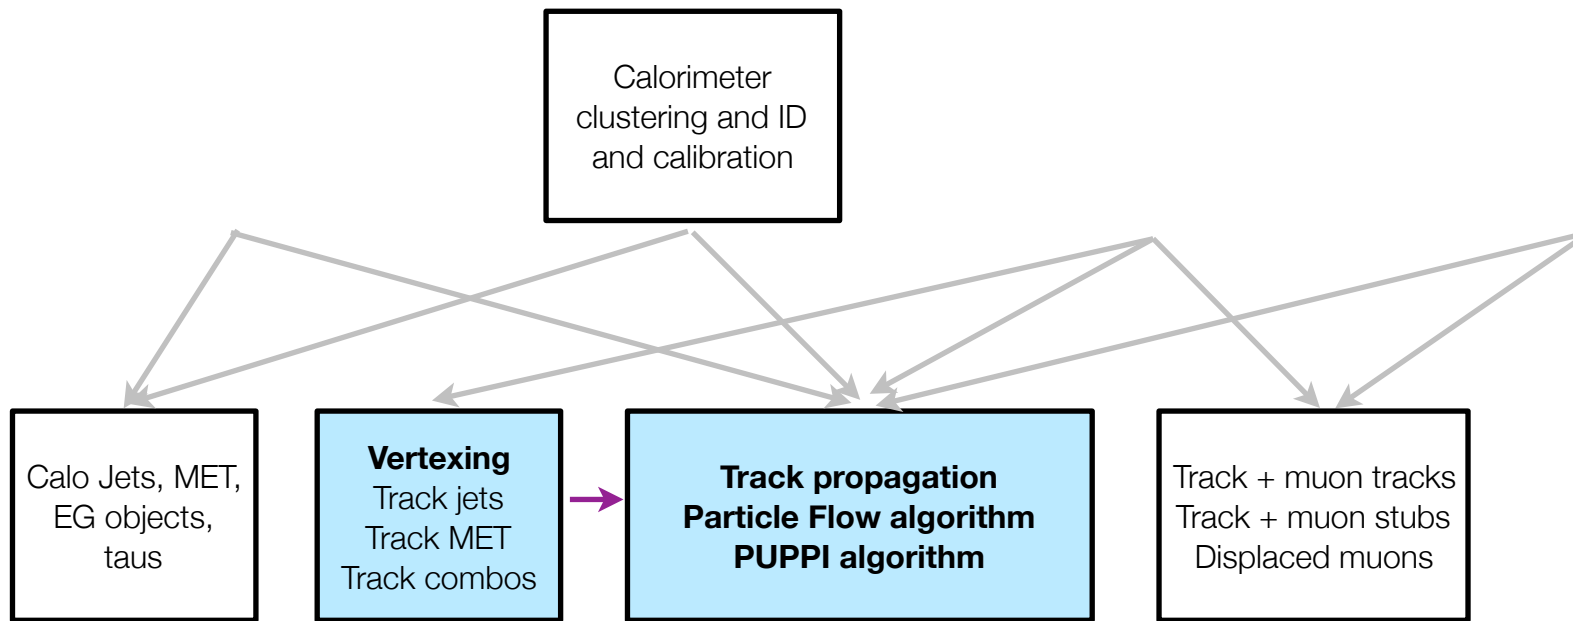 Calorimeter
clustering and ID
and calibration
Calo Jets, MET,
EG objects,
taus
Vertexing
Track jets
Track MET
Track combos
Track propagation
Particle Flow algorithm
PUPPI algorithm
Track + muon tracks
Track + muon stubs
Displaced muons